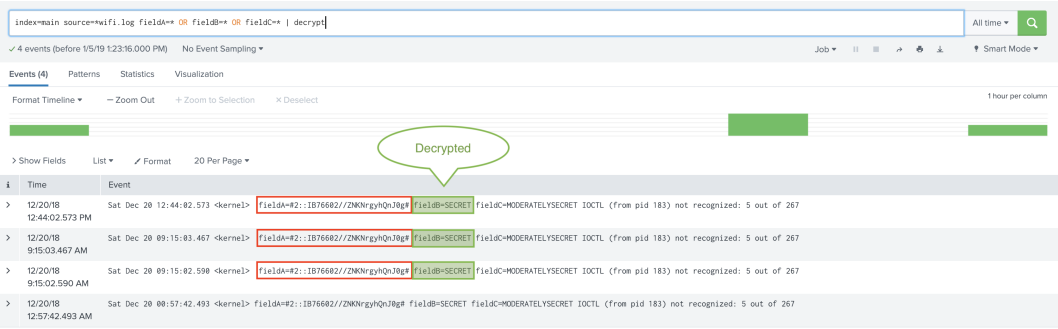 index=main source=*wifi.log fieldA=* OR fieldB=* OR fieldC=* | decrypt
All time
4 events (before 1/5/19 1:23:16.000 PM) No Event Sampling Job Smart Mode
Events (4) Patterns Statistics Visualization
Format Timeline — Zoom Out + Zoom to Selection × Deselect 1 hour per column
Decrypted
> Show Fields List Format 20 Per Page
i Time Event
> 12/20/18 Sat Dec 20 12:44:02.573 <kernel> fieldA=#2::IB76602//ZNKNrgyhQnJ0g# fieldB=SECRET fieldC=MODERATELYSECRET IOCTL (from pid 183) not recognized: 5 out of 267
12:44:02.573 PM
> 12/20/18 Sat Dec 20 09:15:03.467 <kernel> fieldA=#2::IB76602//ZNKNrgyhQnJ0g# fieldB=SECRET fieldC=MODERATELYSECRET IOCTL (from pid 183) not recognized: 5 out of 267
9:15:03.467 AM
> 12/20/18 Sat Dec 20 09:15:02.590 <kernel> fieldA=#2::IB76602//ZNKNrgyhQnJ0g# fieldB=SECRET fieldC=MODERATELYSECRET IOCTL (from pid 183) not recognized: 5 out of 267
9:15:02.590 AM
> 12/20/18 Sat Dec 20 00:57:42.493 <kernel> fieldA=#2::IB76602//ZNKNrgyhQnJ0g# fieldB=SECRET fieldC=MODERATELYSECRET IOCTL (from pid 183) not recognized: 5 out of 267
12:57:42.493 AM